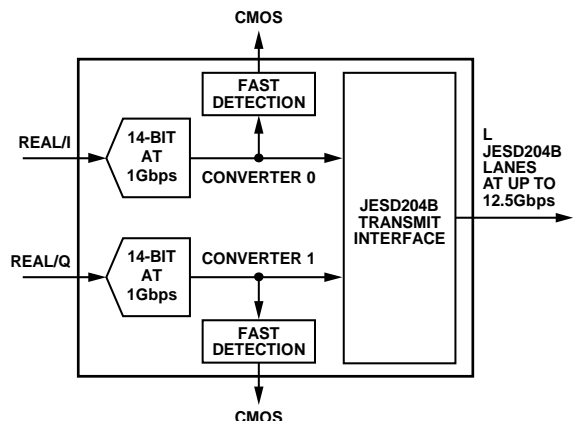 CMOS
FAST
DETECTION
REAL/I
14-BIT
AT
1Gbps
CONVERTER 0
L
JESD204B
LANES
AT UP TO
12.5Gbps
JESD204B
TRANSMIT
INTERFACE
REAL/Q
14-BIT
AT
1Gbps
CONVERTER 1
FAST
DETECTION
CMOS